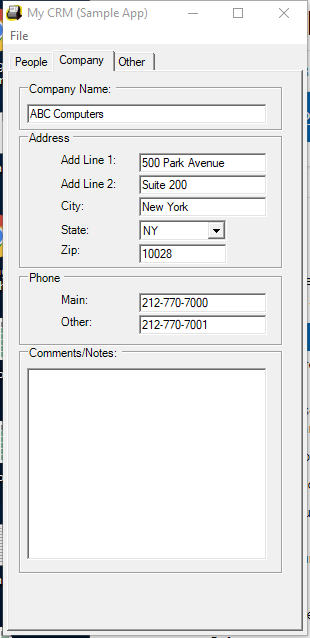 My CRM (Sample App)
File
People Company Other
Company Name:
ABC Computers
Address
Add Line 1: 500 Park Avenue
Add Line 2: Suite 200
City: New York
State: NY
Zip: 10028
Phone
Main: 212-770-7000
Other: 212-770-7001
Comments/Notes: